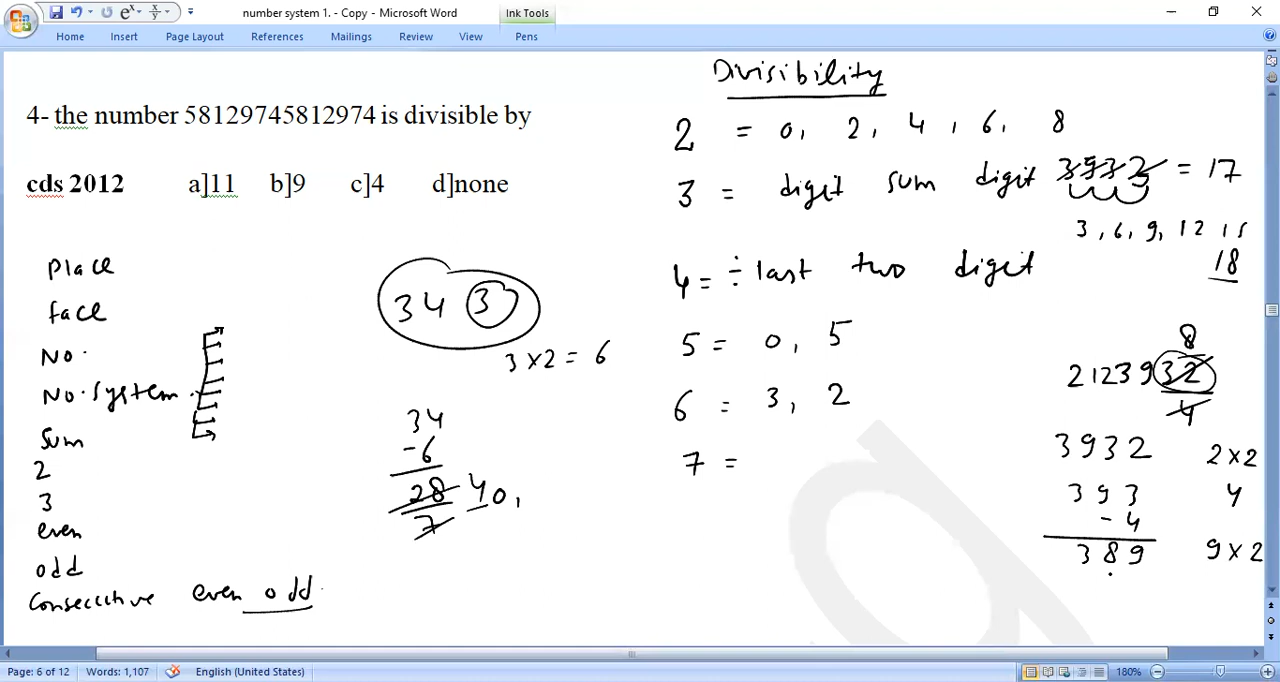 number system 1. - Copy - Microsoft Word
Ink Tools
Home Insert Page Layout References Mailings Review View Pens
4- the number 58129745812974 is divisible by
cds 2012 a]11 b]9 c]4 d]none
Place
face
No.
No. System
Sum
2
3
even
odd
Consecutive even odd
34 3
3 x 2 = 6
34
- 6
28 4 0,
7
Divisibility
2 = 0, 2, 4, 6, 8
3 = digit sum digit 3932 = 17
3, 6, 9, 12 15
18
4 = ÷ last two digit
5 = 0, 5
6 = 3, 2
7 =
8
2123932
4
3932 2 x 2
393 4
- 4
389 9 x 2
Page: 6 of 12 Words: 1,107 English (United States) 180%